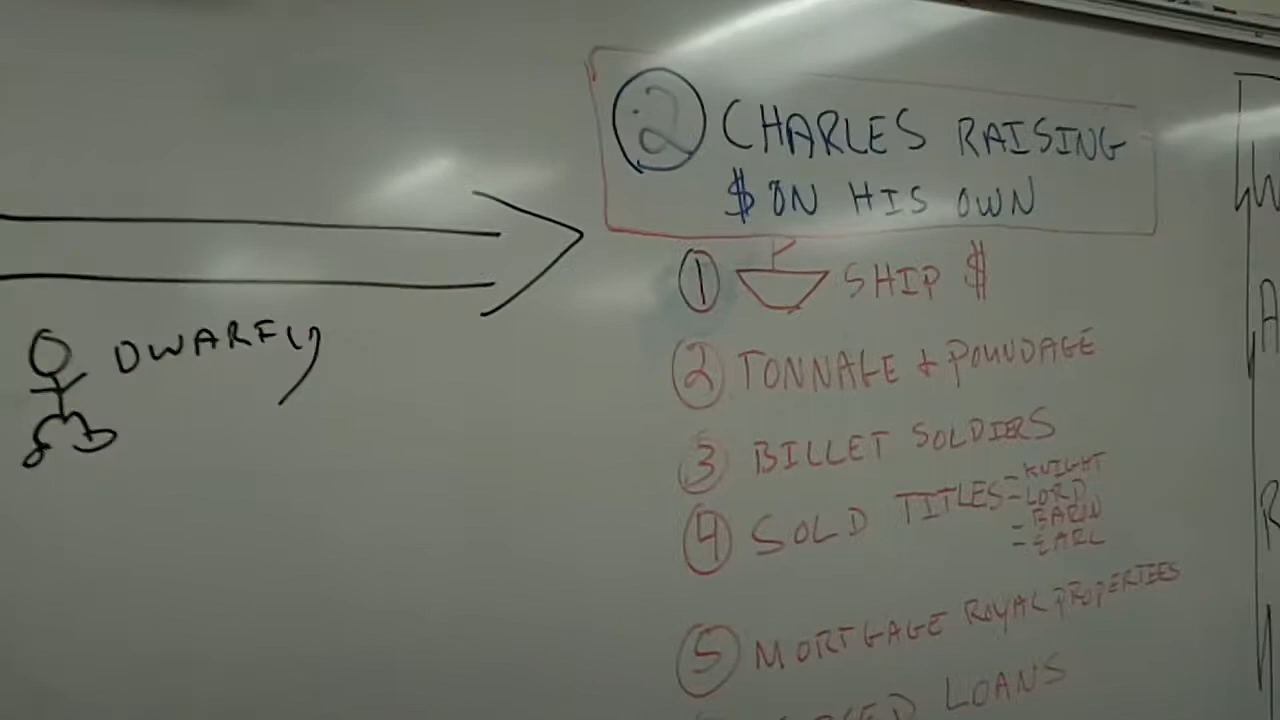 ② CHARLES RAISING
$ ON HIS OWN
① SHIP $
DWARFLY
② TONNAGE + POUNDAGE
③ BILLET SOLDIERS
④ SOLD TITLES
- KNIGHT
- LORD
- BARON
- EARL
⑤ MORTGAGE ROYAL PROPERTIES
LOANS